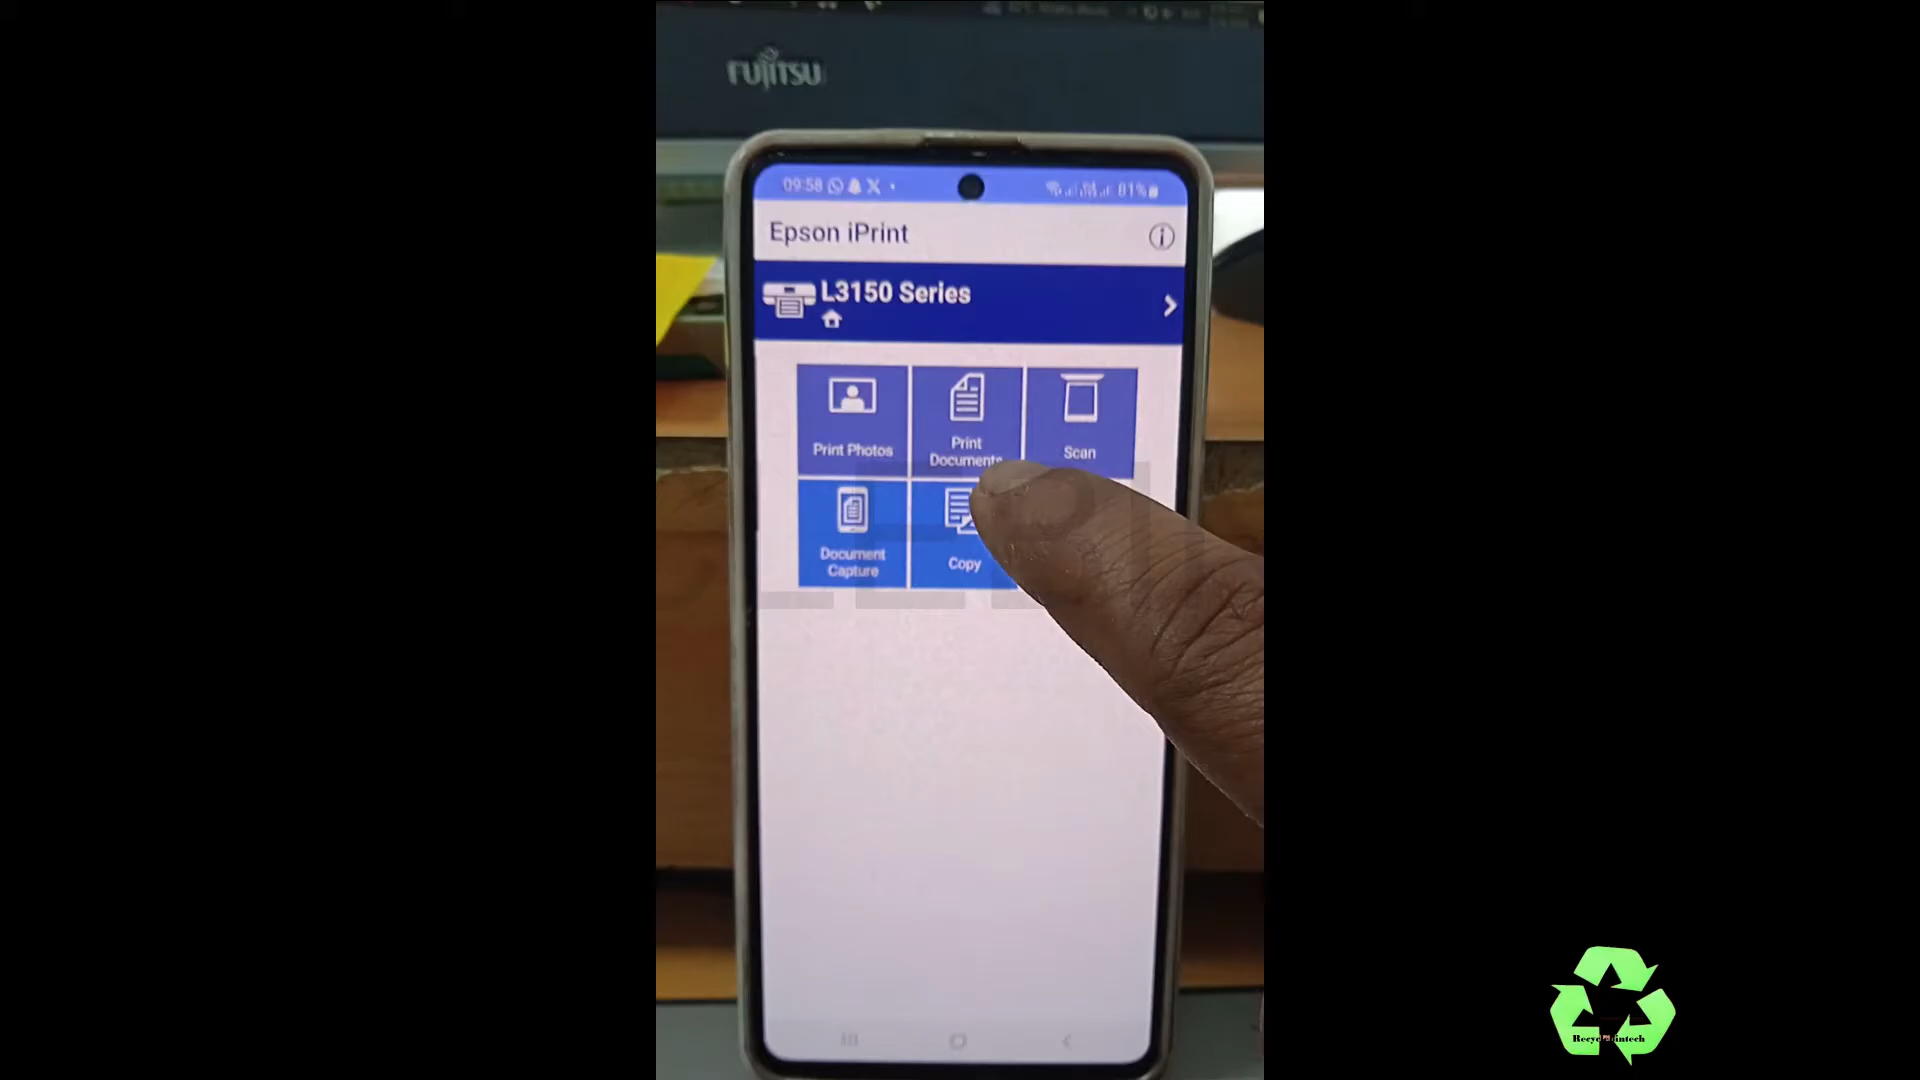 FUJITSU
09:58
81%
Epson iPrint
L3150 Series
Print Photos
Print
Documents
Scan
Document
Capture
Copy